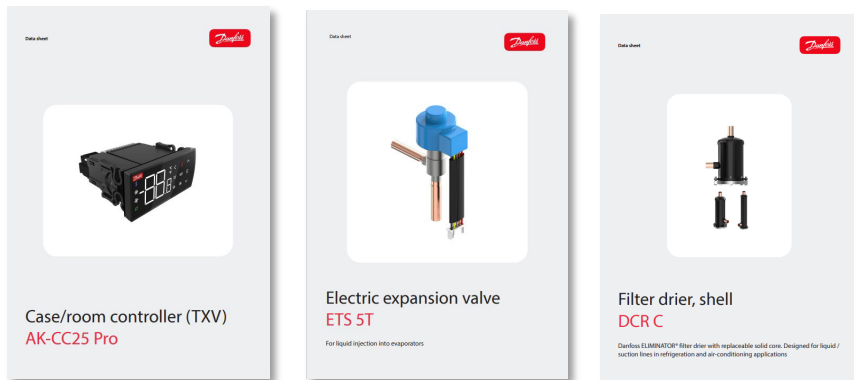 Data sheet
Danfoss
Case/room controller (TXV)
AK-CC25 Pro
Data sheet
Danfoss
Electric expansion valve
ETS 5T
For liquid injection into evaporators
Data sheet
Danfoss
Filter drier, shell
DCR C
Danfoss ELIMINATOR® filter drier with replaceable solid core. Designed for liquid /
suction lines in refrigeration and air-conditioning applications